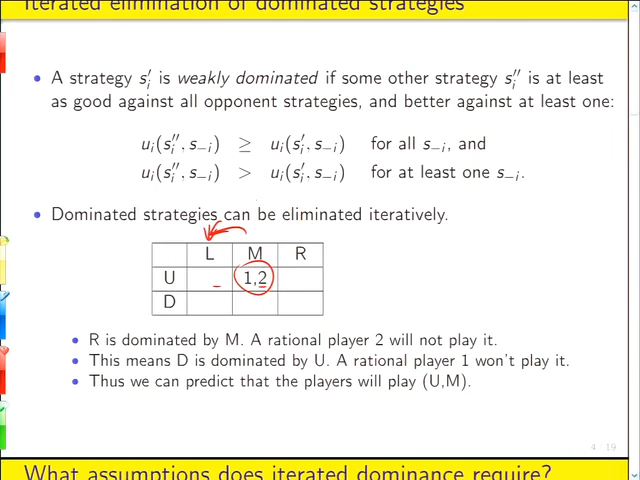 Iterated elimination of dominated strategies
• A strategy s′ᵢ is weakly dominated if some other strategy s″ᵢ is at least
as good against all opponent strategies, and better against at least one:
uᵢ(s″ᵢ, s₋ᵢ) ≥ uᵢ(s′ᵢ, s₋ᵢ) for all s₋ᵢ, and
uᵢ(s″ᵢ, s₋ᵢ) > uᵢ(s′ᵢ, s₋ᵢ) for at least one s₋ᵢ.
• Dominated strategies can be eliminated iteratively.
L M R
U 1,2
D
• R is dominated by M. A rational player 2 will not play it.
• This means D is dominated by U. A rational player 1 won't play it.
• Thus we can predict that the players will play (U,M).
4 / 19
What assumptions does iterated dominance require?